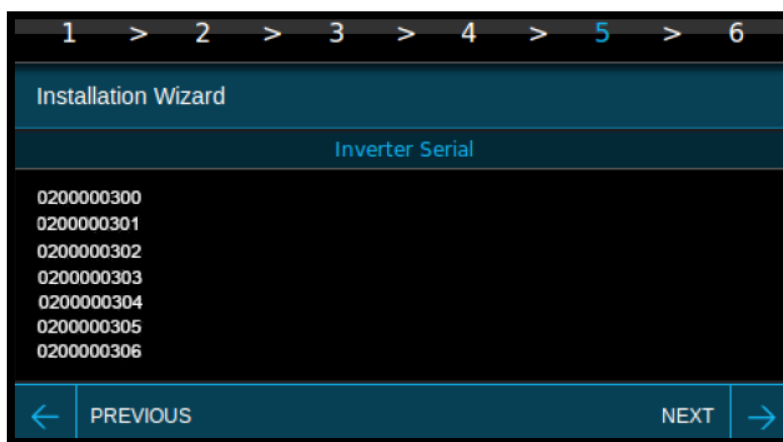 1 > 2 > 3 > 4 > 5 > 6
Installation Wizard
Inverter Serial
0200000300
0200000301
0200000302
0200000303
0200000304
0200000305
0200000306
← PREVIOUS NEXT →